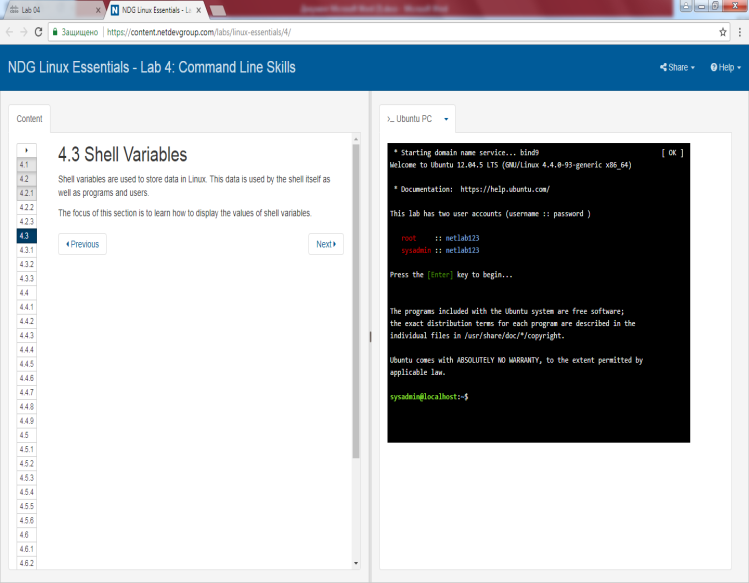 Lab 04
NDG Linux Essentials - La
Защищено
https://content.netdevgroup.com/labs/linux-essentials/4/
NDG Linux Essentials - Lab 4: Command Line Skills
Share
Help
Content
4.1
4.2
4.2.1
4.2.2
4.2.3
4.3
4.3.1
4.3.2
4.3.3
4.4
4.4.1
4.4.2
4.4.3
4.4.4
4.4.5
4.4.6
4.4.7
4.4.8
4.4.9
4.5
4.5.1
4.5.2
4.5.3
4.5.4
4.5.5
4.5.6
4.6
4.6.1
4.6.2
4.3 Shell Variables
Shell variables are used to store data in Linux. This data is used by the shell itself as
well as programs and users.
The focus of this section is to learn how to display the values of shell variables.
Previous
Next
>_ Ubuntu PC
* Starting domain name service... bind9 [ OK ]
Welcome to Ubuntu 12.04.5 LTS (GNU/Linux 4.4.0-93-generic x86_64)
* Documentation: https://help.ubuntu.com/
This lab has two user accounts (username :: password )
root :: netlab123
sysadmin :: netlab123
Press the [Enter] key to begin...
The programs included with the Ubuntu system are free software;
the exact distribution terms for each program are described in the
individual files in /usr/share/doc/*/copyright.
Ubuntu comes with ABSOLUTELY NO WARRANTY, to the extent permitted by
applicable law.
sysadmin@localhost:~$